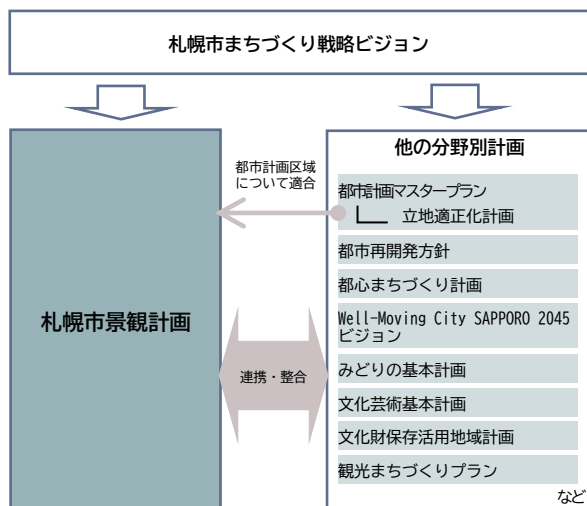 札幌市まちづくり戦略ビジョン
他の分野別計画
都市計画区域
について適合
都市計画マスタープラン
立地適正化計画
都市再開発方針
都心まちづくり計画
札幌市景観計画
Well-Moving City SAPPORO 2045
ビジョン
連携・整合
みどりの基本計画
文化芸術基本計画
文化財保存活用地域計画
観光まちづくりプラン
など